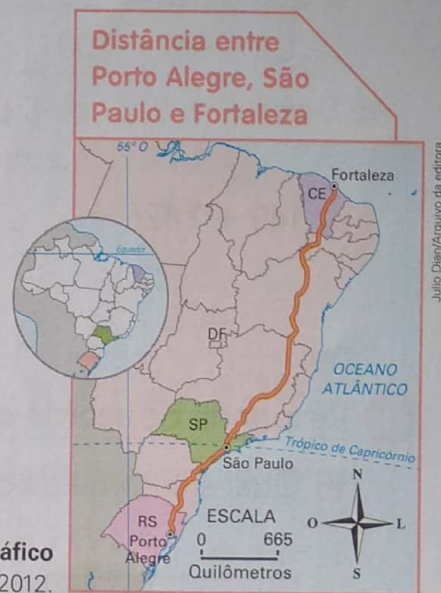 Distância entre
Porto Alegre, São
Paulo e Fortaleza
55° O
Fortaleza
CE
Equador
DF
OCEANO
ATLÂNTICO
SP
Trópico de Capricórnio
São Paulo
N
RS
ESCALA
O
L
Porto
Alegre
0
665
Quilômetros
S
áfico
2012.
Julio Dian/Arquivo da editora